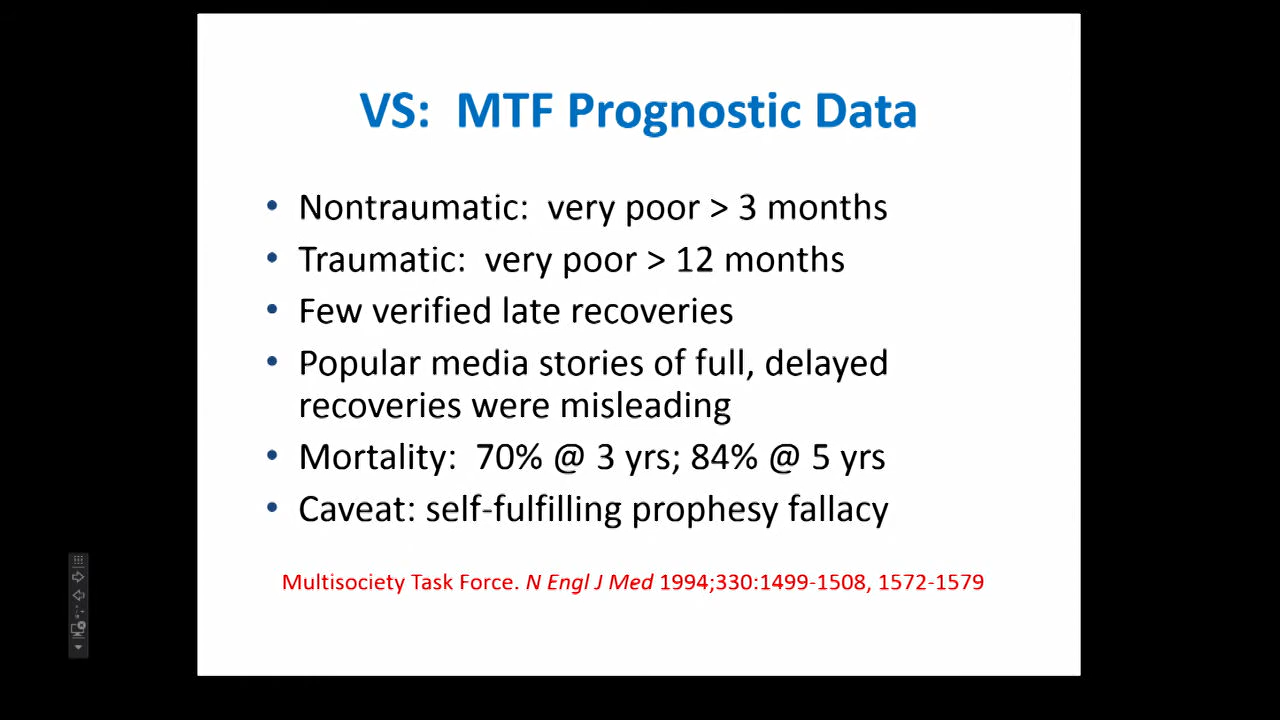 VS: MTF Prognostic Data
• Nontraumatic: very poor > 3 months
• Traumatic: very poor > 12 months
• Few verified late recoveries
• Popular media stories of full, delayed
recoveries were misleading
• Mortality: 70% @ 3 yrs; 84% @ 5 yrs
• Caveat: self-fulfilling prophesy fallacy
Multisociety Task Force. N Engl J Med 1994;330:1499-1508, 1572-1579